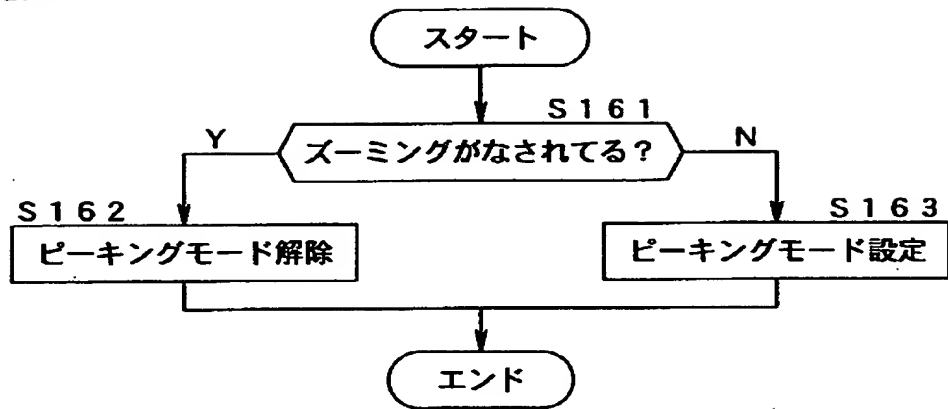 スタート
S161
ズーミングがなされてる？
Y
N
S162
ピーキングモード解除
S163
ピーキングモード設定
エンド